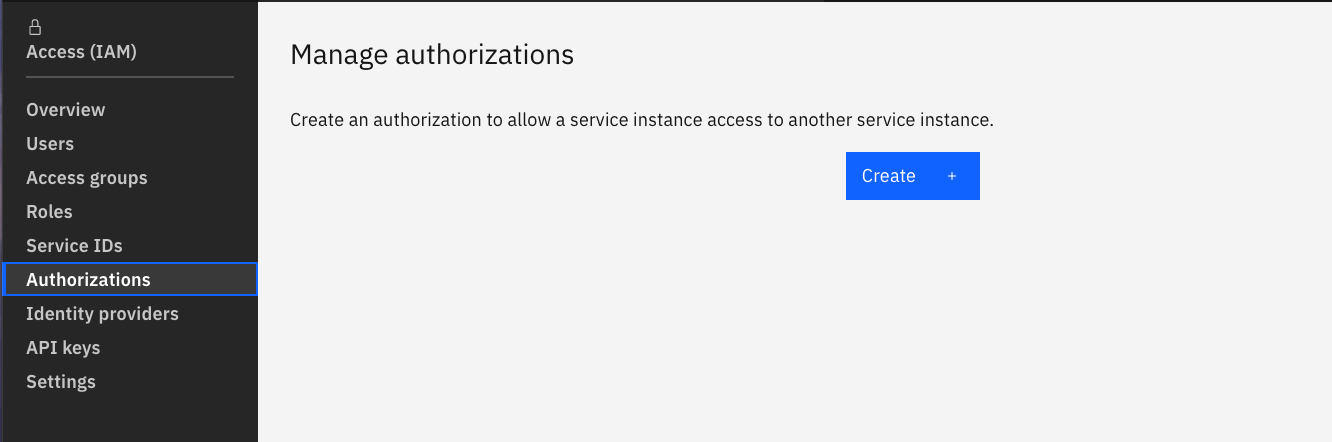 Access (IAM)
Overview
Users
Access groups
Roles
Service IDs
Authorizations
Identity providers
API keys
Settings
Manage authorizations
Create an authorization to allow a service instance access to another service instance.
Create +